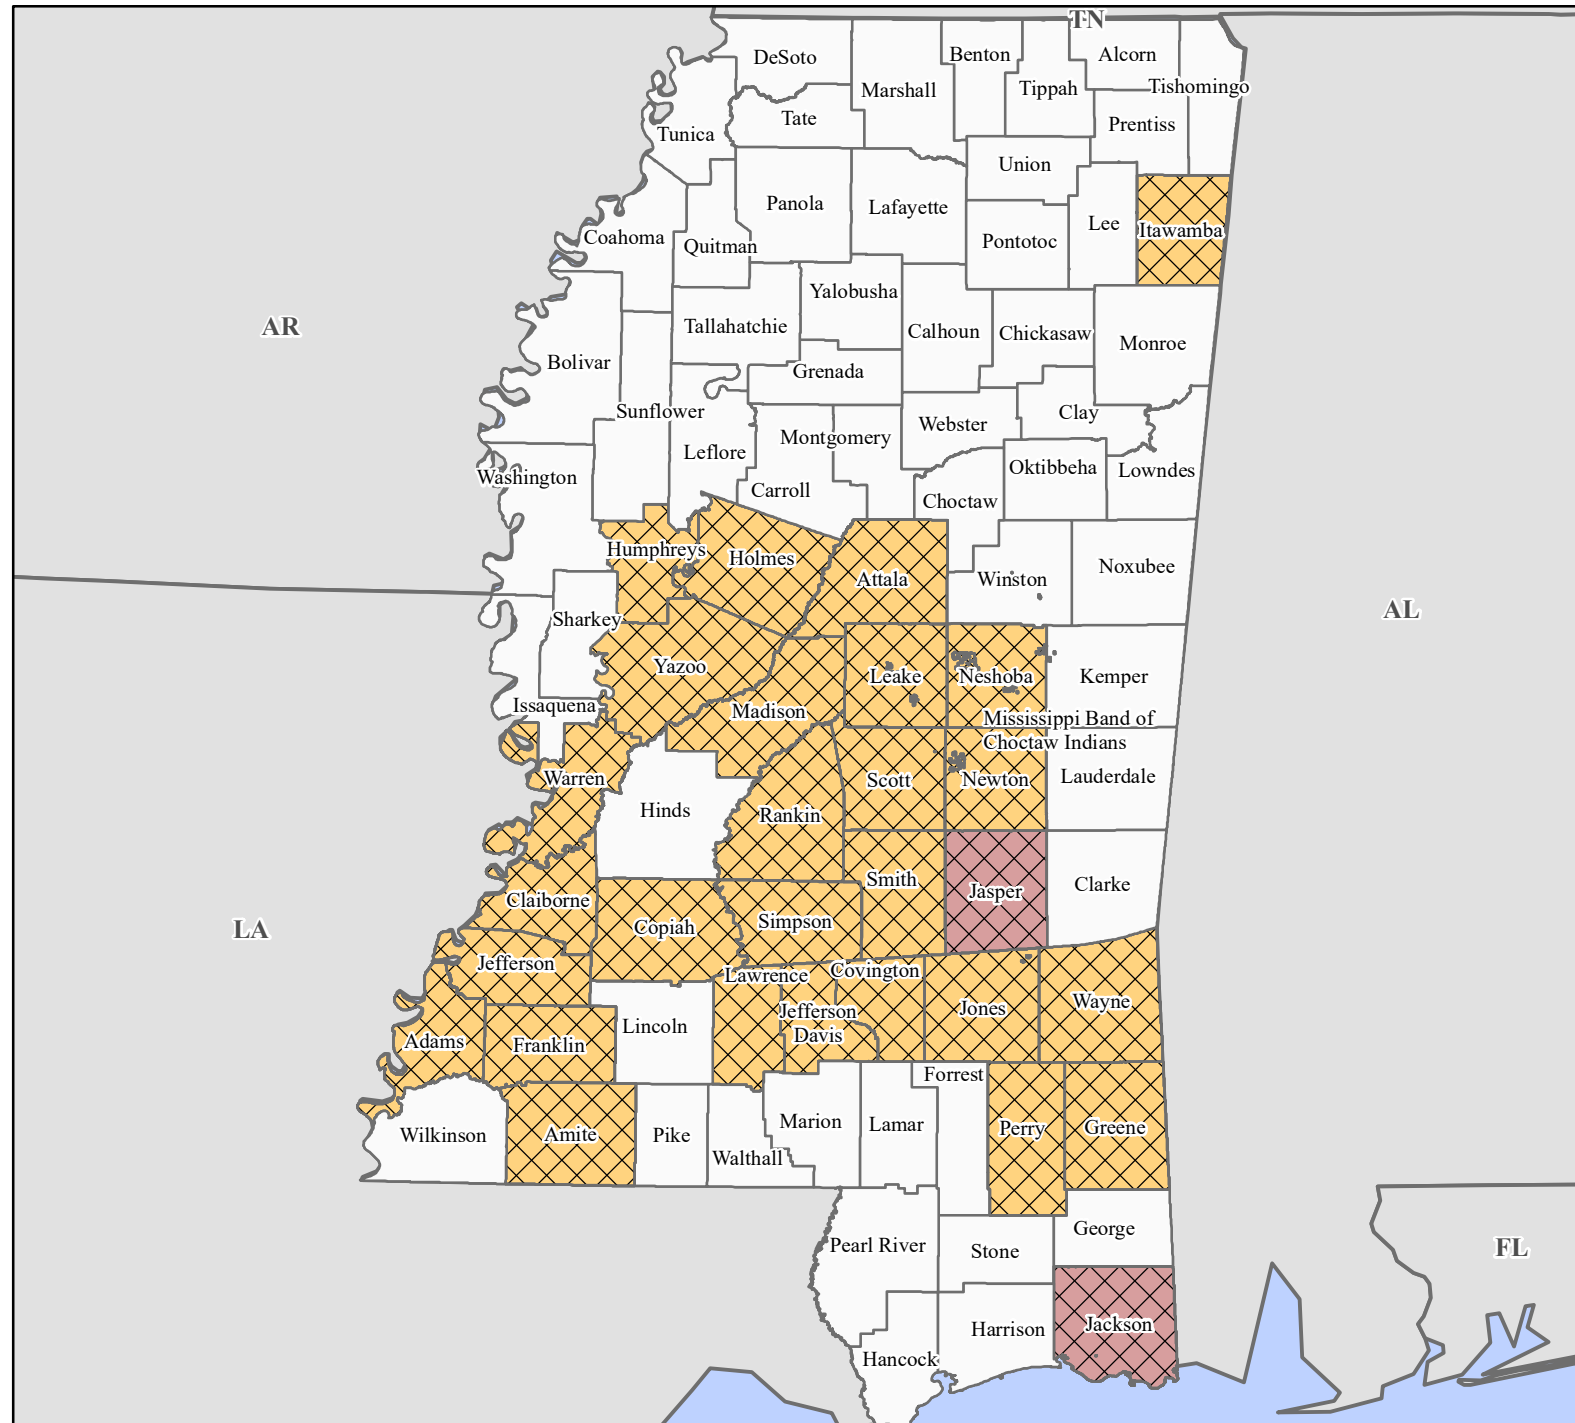 TN
DeSoto
Benton
Alcorn
Marshall
Tippah
Tishomingo
Tate
Prentiss
Tunica
Union
Panola
Lafayette
Lee
Itawamba
Coahoma
Quitman
Pontotoc
Yalobusha
AR
Tallahatchie
Calhoun
Chickasaw
Monroe
Bolivar
Grenada
Sunflower
Clay
Webster
Montgomery
Leflore
Oktibbeha
Lowndes
Washington
Carroll
Choctaw
Humphreys
Holmes
Attala
Winston
Noxubee
AL
Sharkey
Yazoo
Leake
Neshoba
Kemper
Issaquena
Madison
Mississippi Band of
Choctaw Indians
Warren
Scott
Newton
Lauderdale
Hinds
Rankin
Smith
Jasper
Clarke
Claiborne
Copiah
Simpson
LA
Jefferson
Lawrence
Covington
Jefferson
Davis
Jones
Wayne
Lincoln
Adams
Franklin
Forrest
Wilkinson
Amite
Pike
Walthall
Marion
Lamar
Perry
Greene
George
Pearl River
Stone
FL
Jackson
Harrison
Hancock